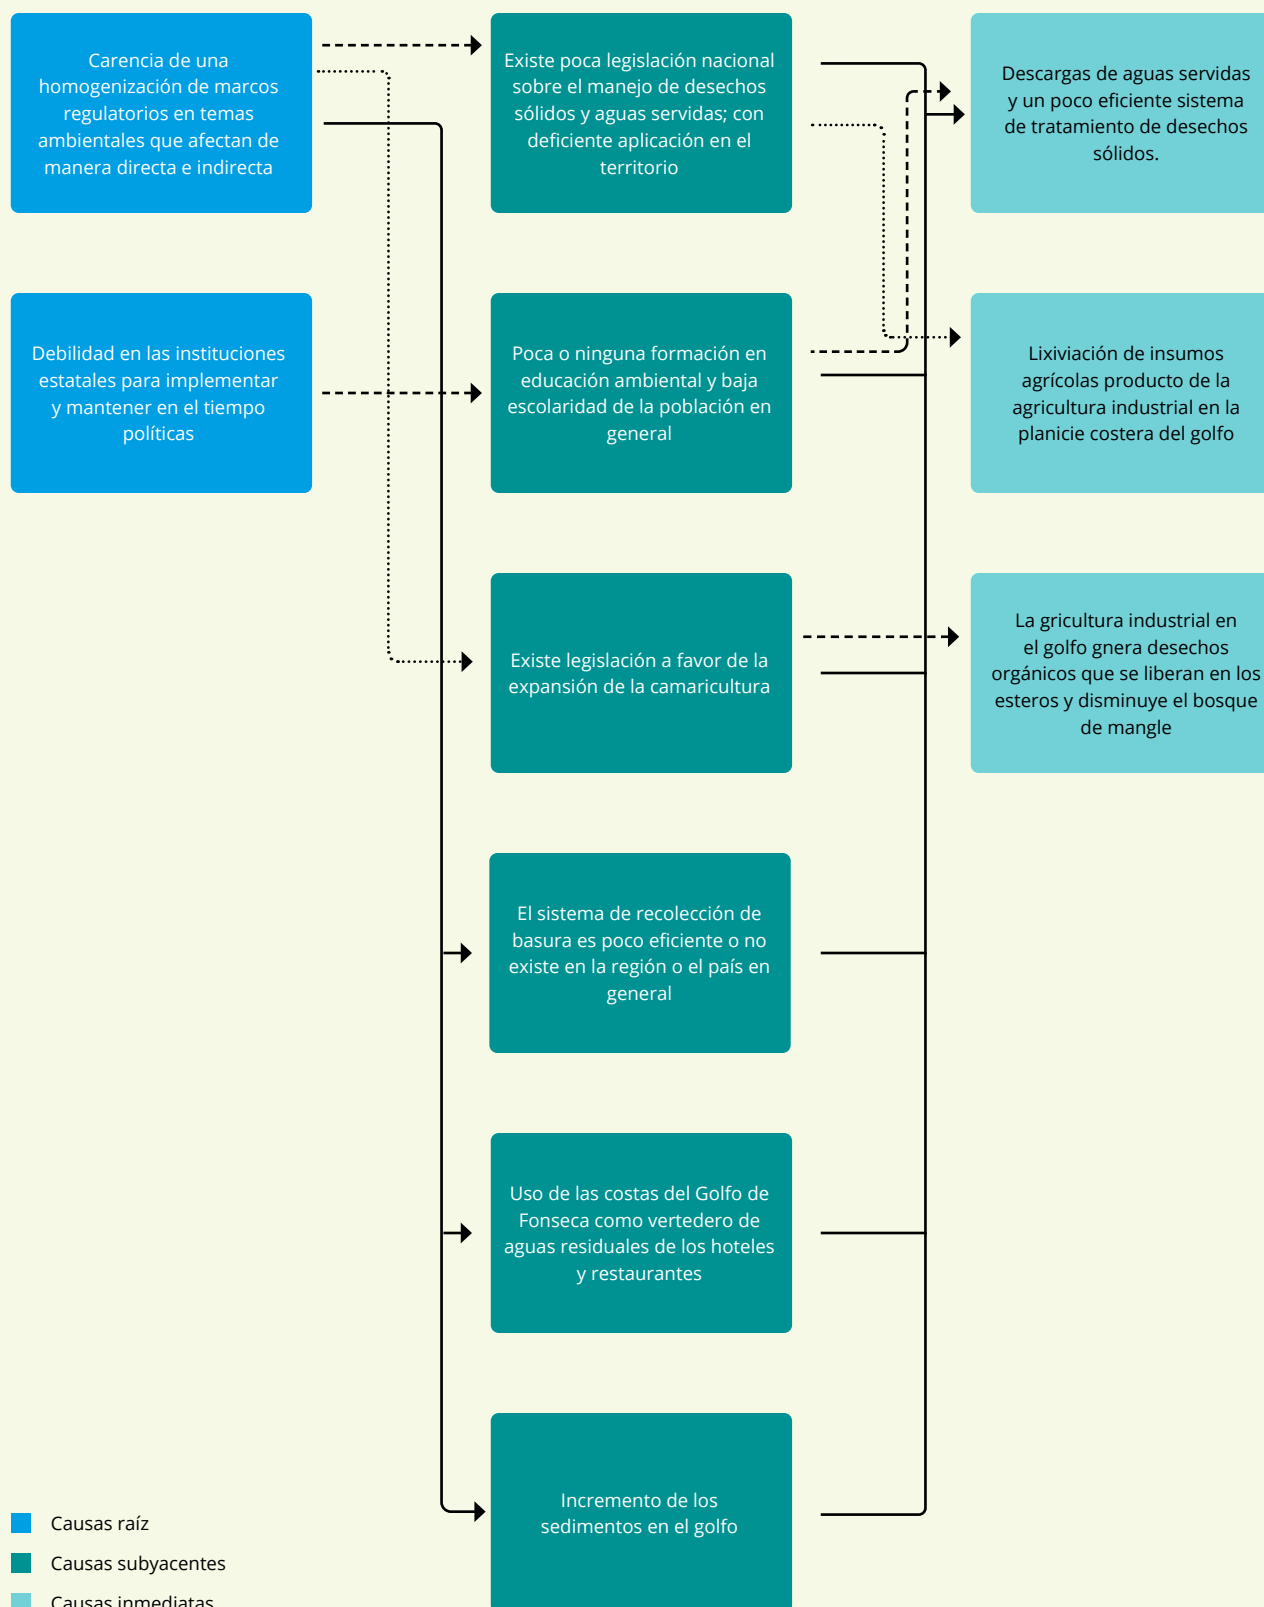 Carencia de una
homogenización de marcos
regulatorios en temas
ambientales que afectan de
manera directa e indirecta
Existe poca legislación nacional
sobre el manejo de desechos
sólidos y aguas servidas; con
deficiente aplicación en el
territorio
Descargas de aguas servidas
y un poco eficiente sistema
de tratamiento de desechos
sólidos.
Debilidad en las instituciones
estatales para implementar
y mantener en el tiempo
políticas
Poca o ninguna formación en
educación ambiental y baja
escolaridad de la población en
general
Lixiviación de insumos
agrícolas producto de la
agricultura industrial en la
planicie costera del golfo
Existe legislación a favor de la
expansión de la camaricultura
La gricultura industrial en
el golfo gnera desechos
orgánicos que se liberan en los
esteros y disminuye el bosque
de mangle
El sistema de recolección de
basura es poco eficiente o no
existe en la región o el país en
general
Uso de las costas del Golfo de
Fonseca como vertedero de
aguas residuales de los hoteles
y restaurantes
Incremento de los
sedimentos en el golfo
Causas raíz
Causas subyacentes
Causas inmediatas